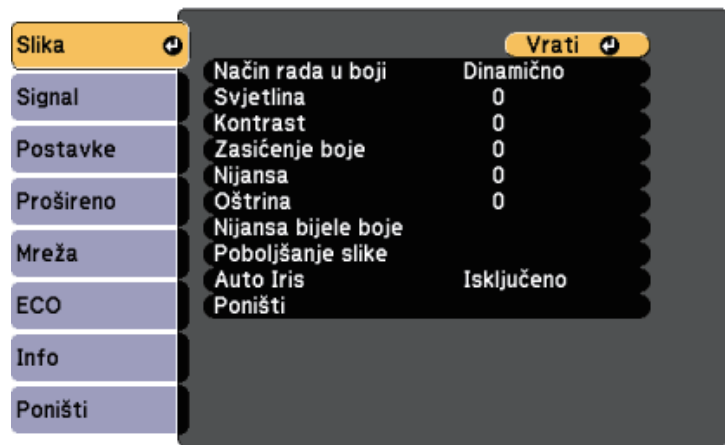 Slika
Signal
Postavke
Prošireno
Mreža
ECO
Info
Poništi
Vrati
Način rada u boji Dinamično
Svjetlina 0
Kontrast 0
Zasićenje boje 0
Nijansa 0
Oštrina 0
Nijansa bijele boje
Poboljšanje slike
Auto Iris Isključeno
Poništi